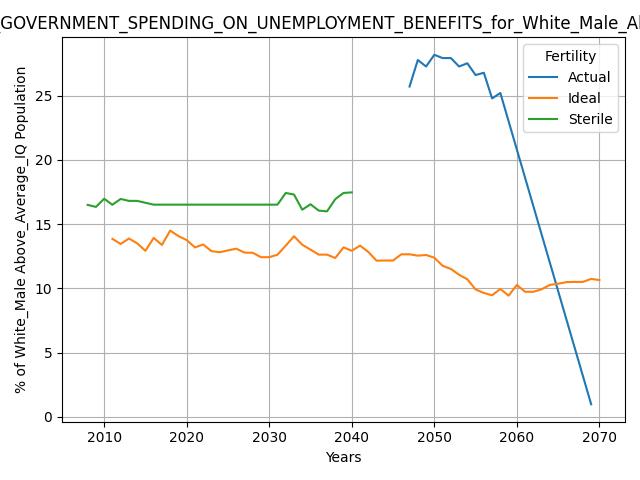 _GOVERNMENT_SPENDING_ON_UNEMPLOYMENT_BENEFITS_for_White_Male_Al
Fertility
Actual
Ideal
Sterile
% of White_Male Above_Average_IQ Population
25
20
15
10
5
0
2010 2020 2030 2040 2050 2060 2070
Years